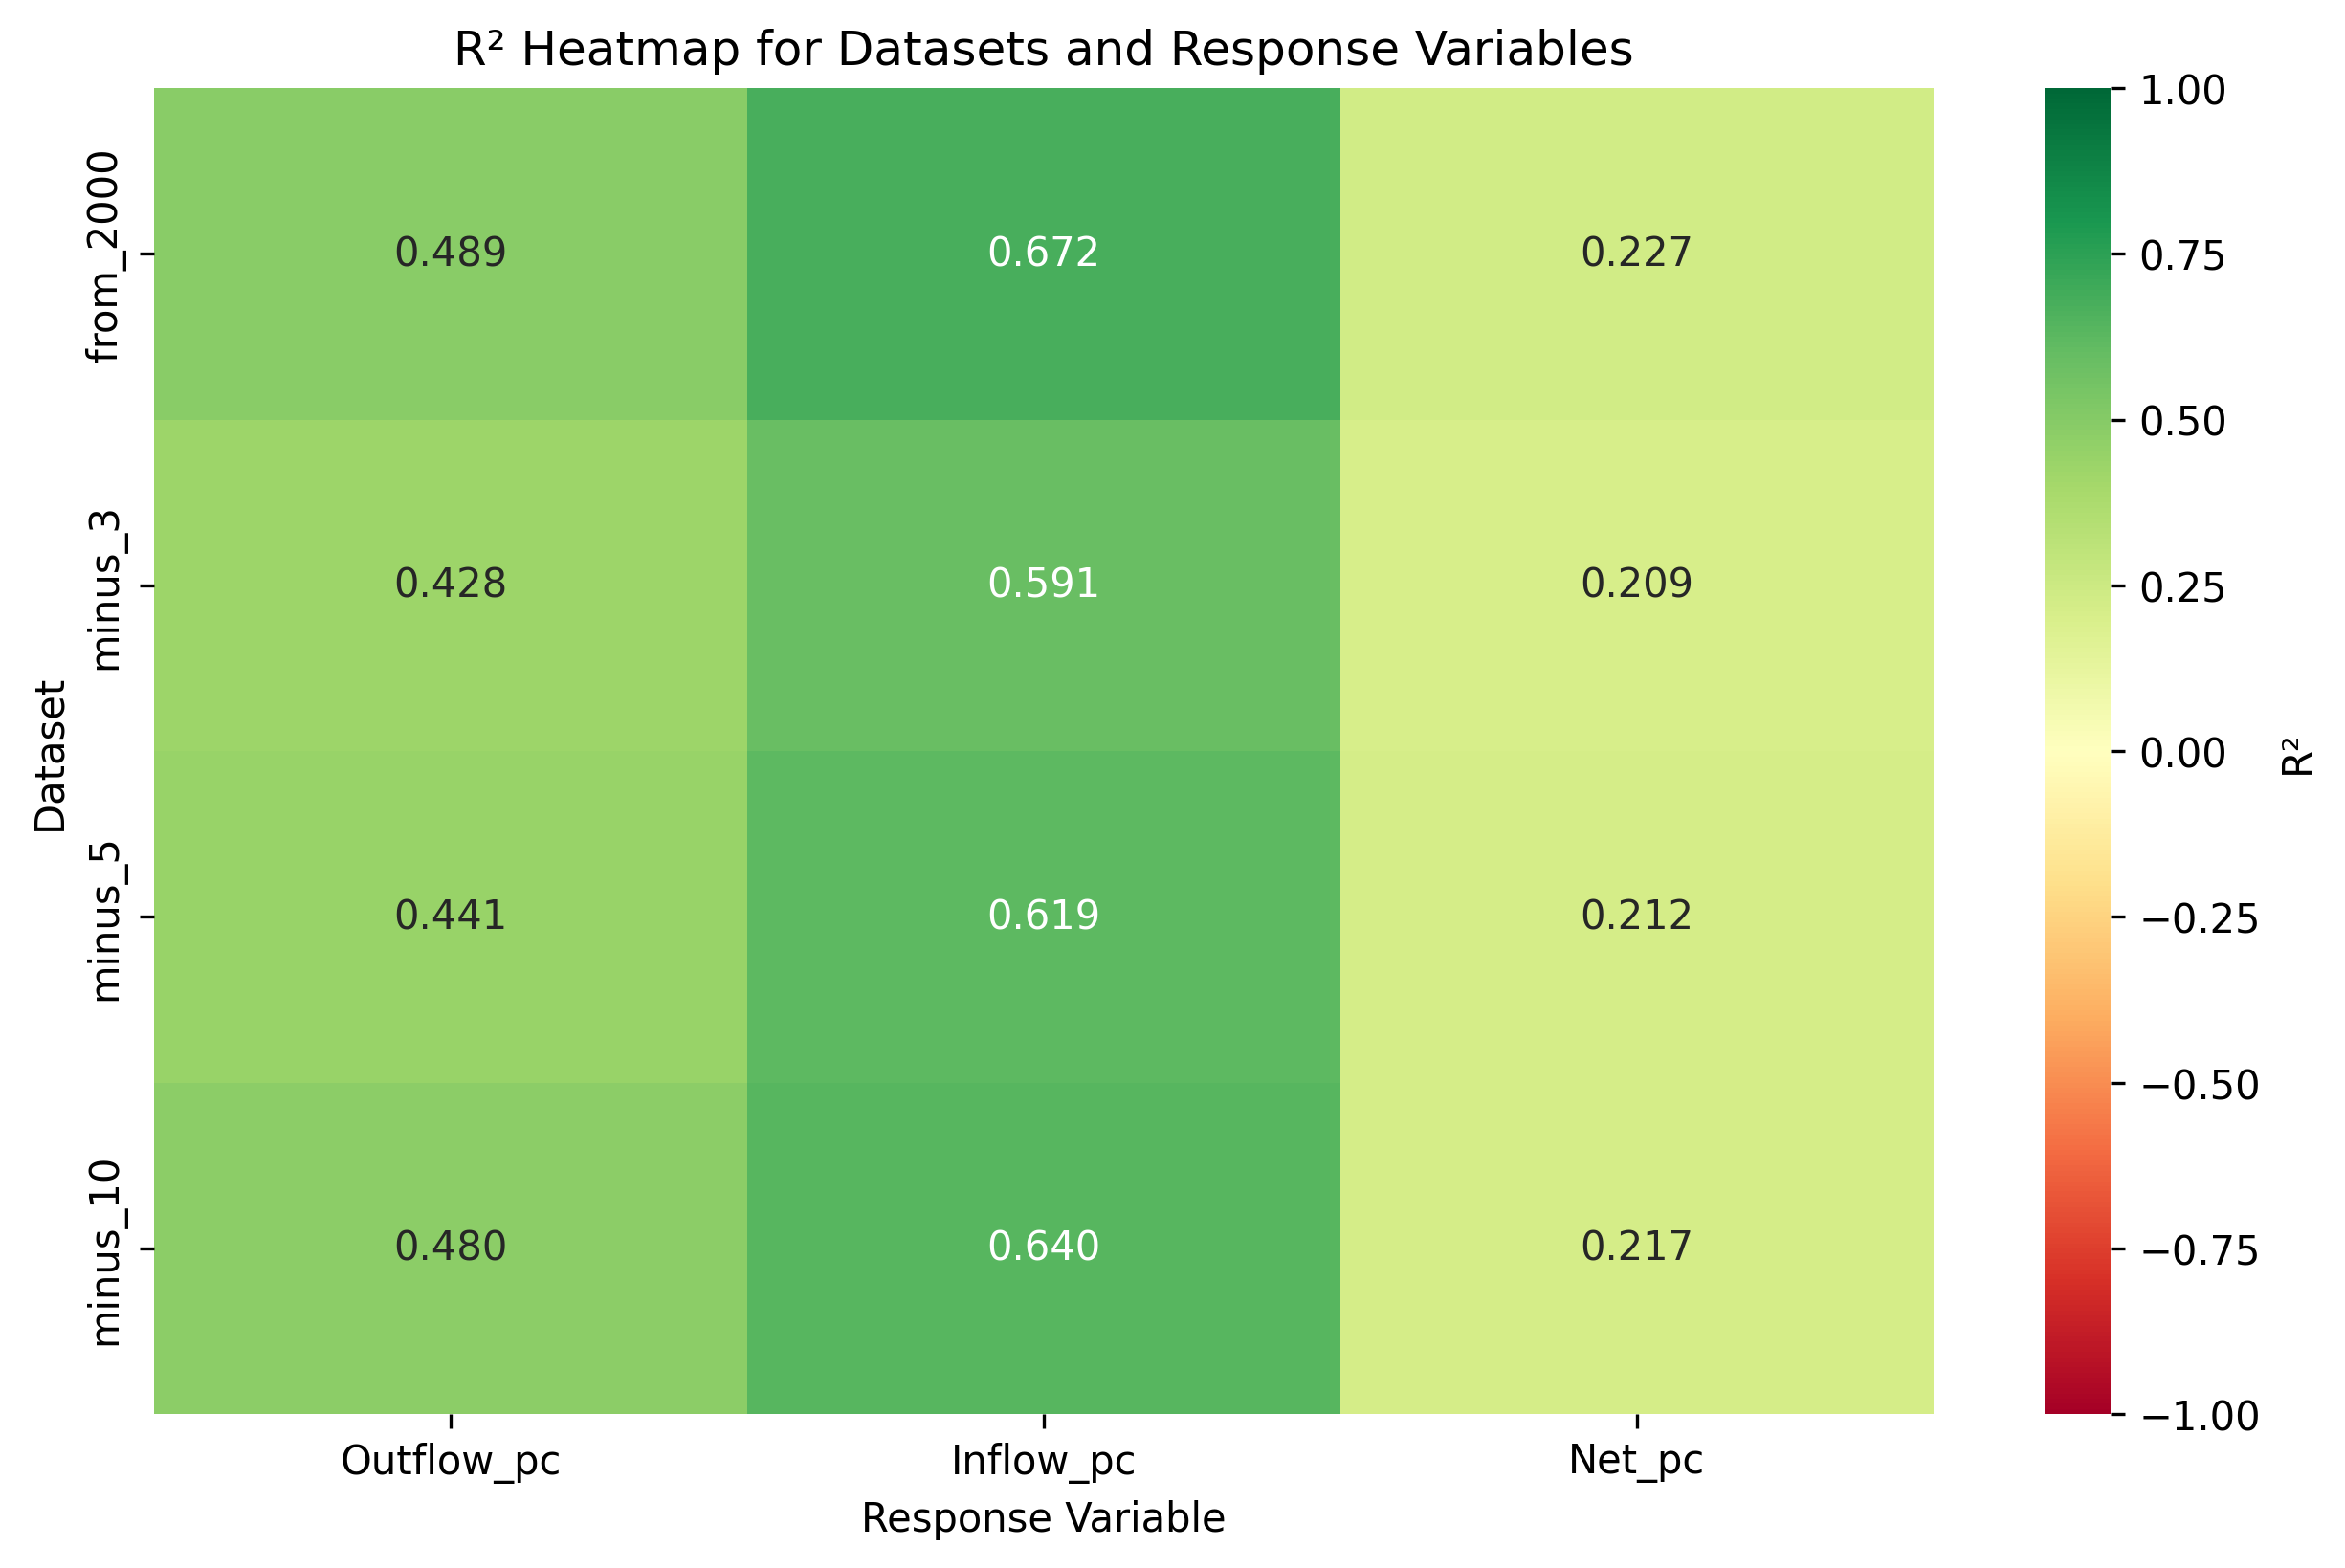 R² Heatmap for Datasets and Response Variables
Dataset
from_2000
0.489 0.672 0.227
minus_3
0.428 0.591 0.209
minus_5
0.441 0.619 0.212
minus_10
0.480 0.640 0.217
Outflow_pc Inflow_pc Net_pc
Response Variable
1.00
0.75
0.50
0.25
0.00
−0.25
−0.50
−0.75
−1.00
R²